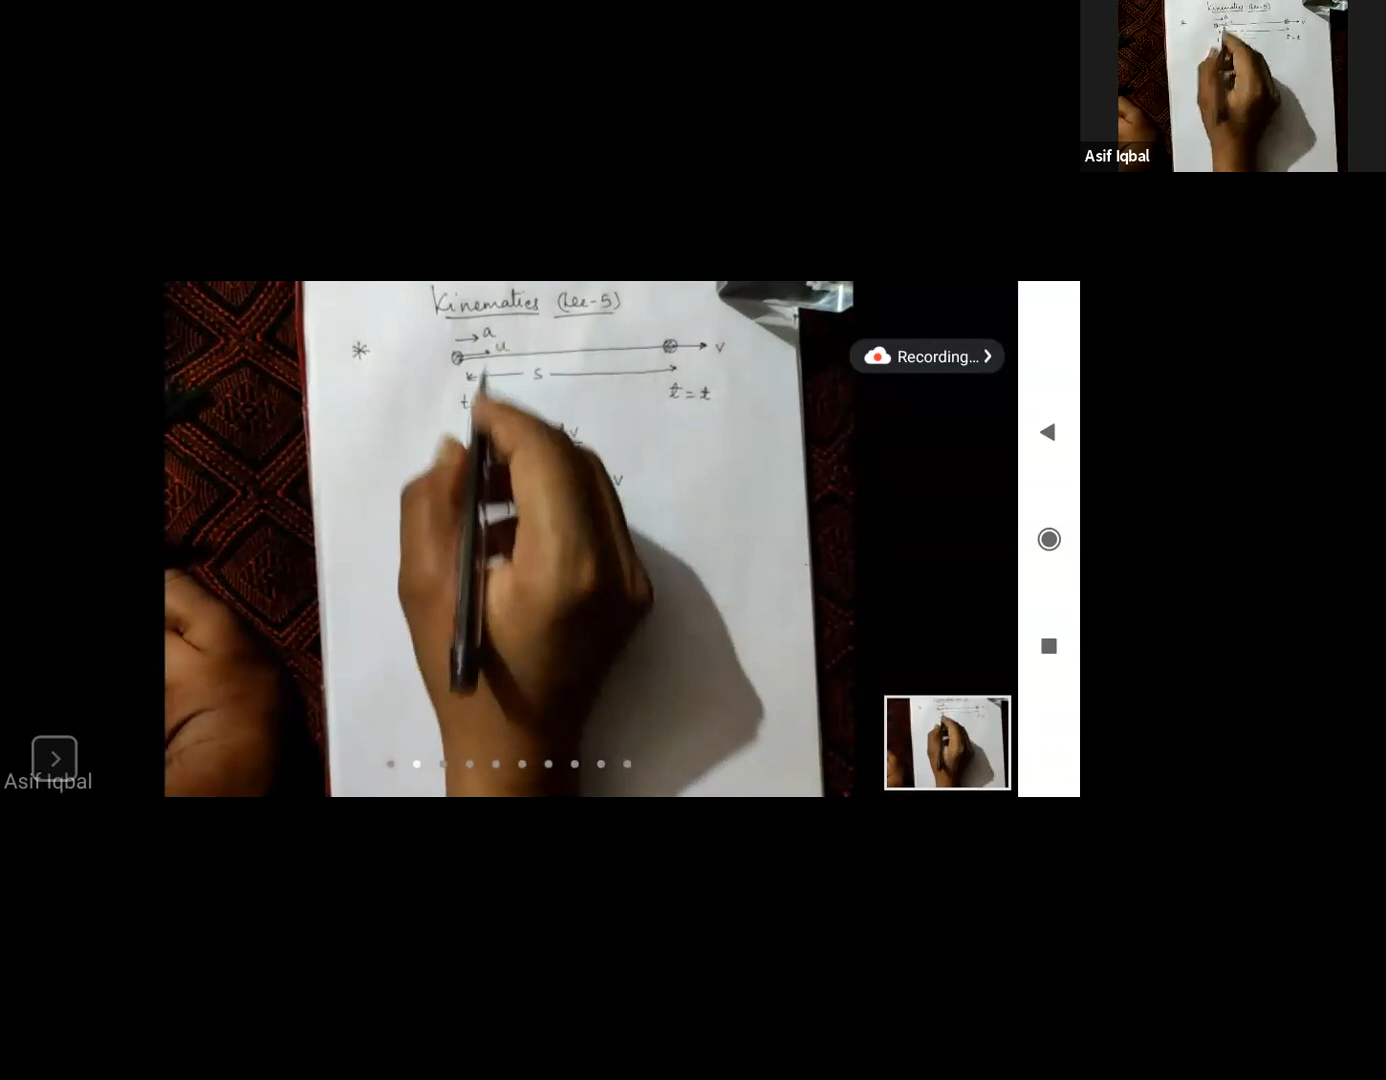 Kinematics (Lec-5)
a
* u v
s
t t = t
v
v
Asif Iqbal
Recording...
Asif Iqbal